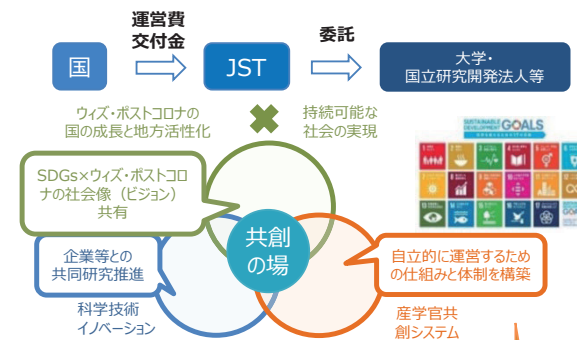 運営費
交付金
委託
国
JST
大学・
国立研究開発法人等
ウィズ・ポストコロナの
国の成長と地方活性化
持続可能な
社会の実現
SUSTAINABLE DEVELOPMENT GOALS
SDGs×ウィズ・ポストコロ
ナの社会像（ビジョン）
共有
共創
の場
企業等との
共同研究推進
自立的に運営するため
の仕組みと体制を構築
科学技術
イノベーション
産学官共
創システム